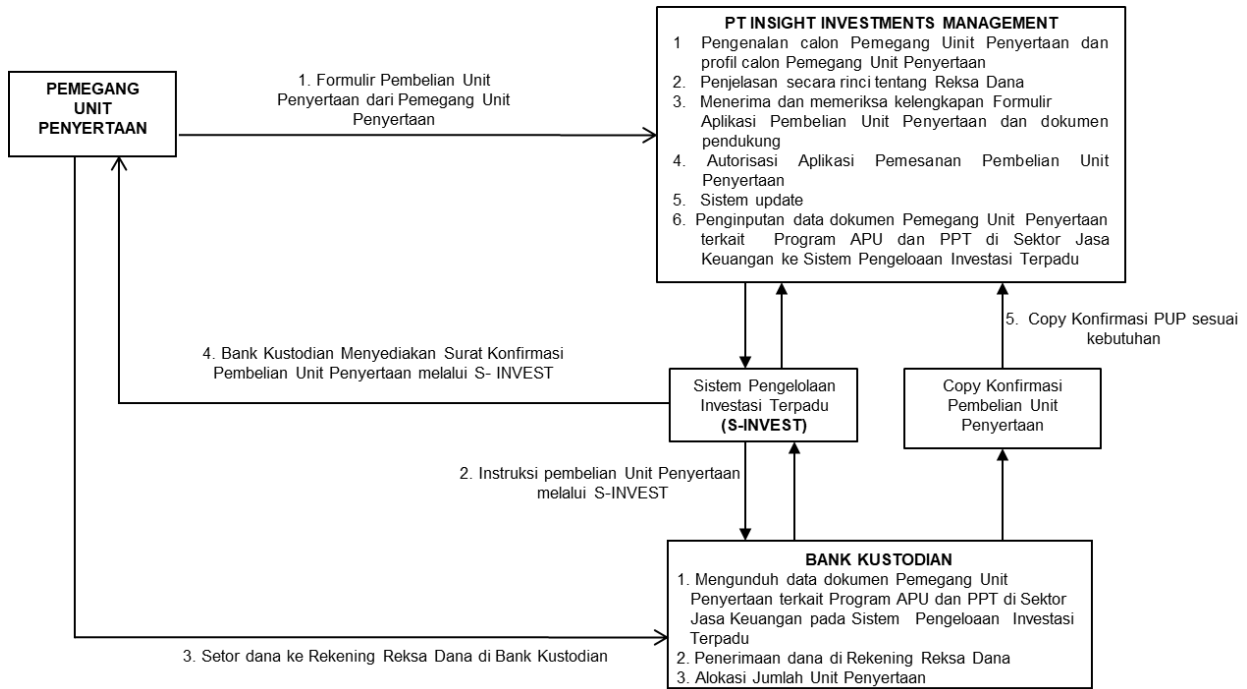 PT INSIGHT INVESTMENTS MANAGEMENT
1 Pengenalan calon Pemegang Uinit Penyertaan dan
profil calon Pemegang Unit Penyertaan
2. Penjelasan secara rinci tentang Reksa Dana
3. Menerima dan memeriksa kelengkapan Formulir
Aplikasi Pembelian Unit Penyertaan dan dokumen
pendukung
4. Autorisasi Aplikasi Pemesanan Pembelian Unit
Penyertaan
5. Sistem update
6. Penginputan data dokumen Pemegang Unit Penyertaan
terkait Program APU dan PPT di Sektor Jasa
Keuangan ke Sistem Pengeloaan Investasi Terpadu
PEMEGANG
UNIT
PENYERTAAN
1. Formulir Pembelian Unit
Penyertaan dari Pemegang Unit
Penyertaan
5. Copy Konfirmasi PUP sesuai
kebutuhan
4. Bank Kustodian Menyediakan Surat Konfirmasi
Pembelian Unit Penyertaan melalui S- INVEST
Sistem Pengelolaan
Investasi Terpadu
(S-INVEST)
Copy Konfirmasi
Pembelian Unit
Penyertaan
2. Instruksi pembelian Unit Penyertaan
melalui S-INVEST
BANK KUSTODIAN
1. Mengunduh data dokumen Pemegang Unit
Penyertaan terkait Program APU dan PPT di Sektor
Jasa Keuangan pada Sistem Pengeloaan Investasi
Terpadu
2. Penerimaan dana di Rekening Reksa Dana
3. Alokasi Jumlah Unit Penyertaan
3. Setor dana ke Rekening Reksa Dana di Bank Kustodian